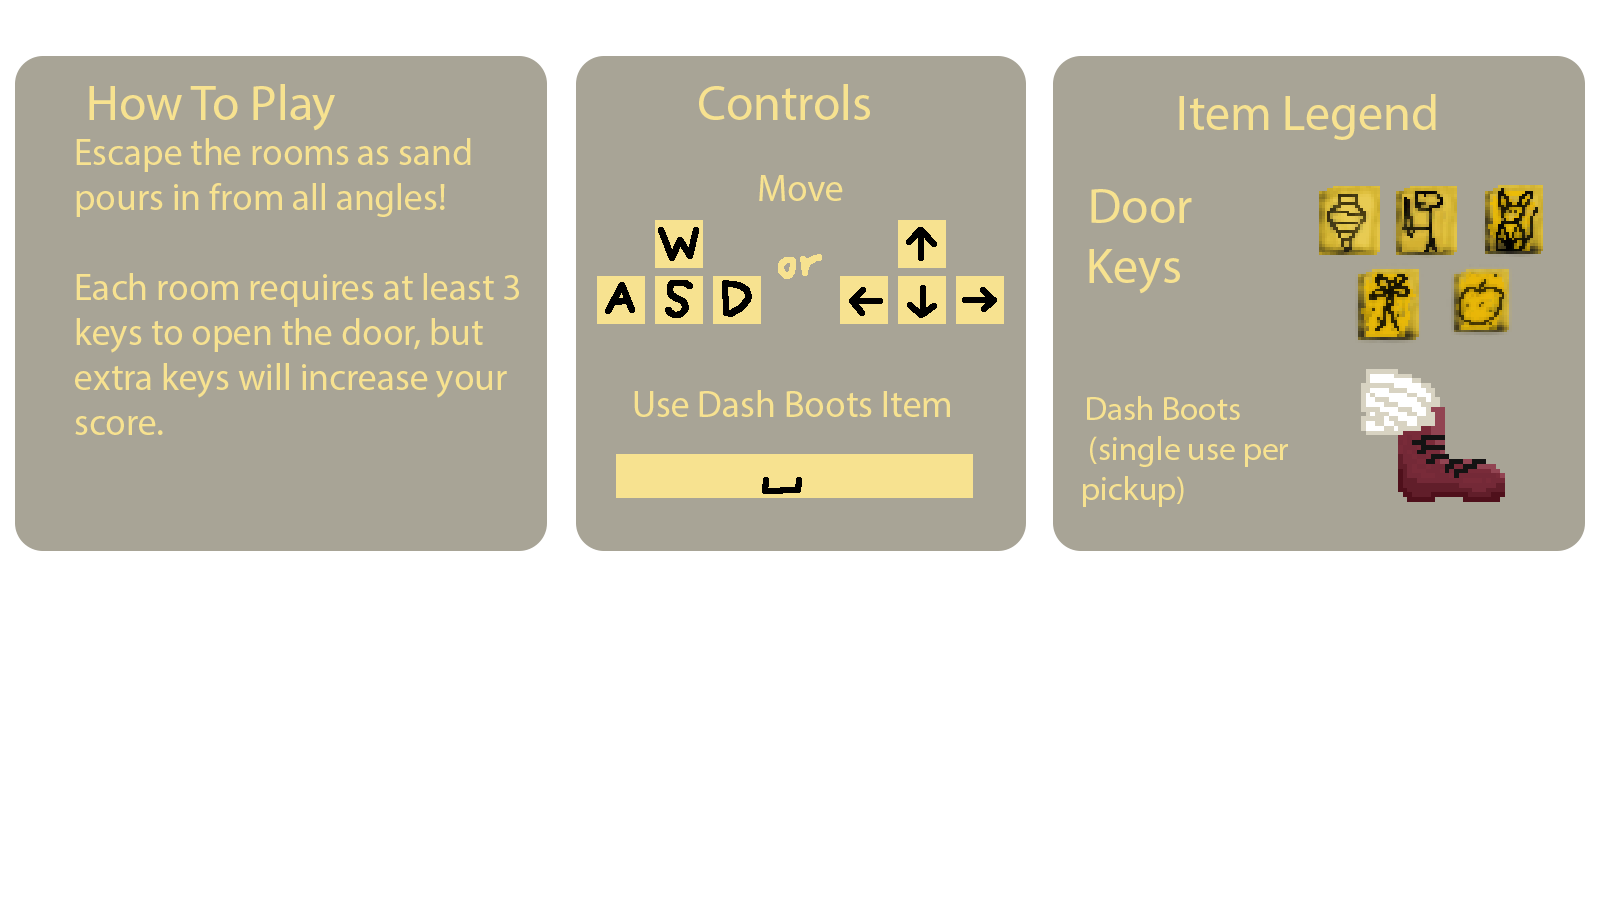 How To Play
Escape the rooms as sand
pours in from all angles!
Each room requires at least 3
keys to open the door, but
extra keys will increase your
score.
Controls
Move
W
A S D
or
↑
← ↓ →
Use Dash Boots Item
Item Legend
Door
Keys
Dash Boots
(single use per
pickup)